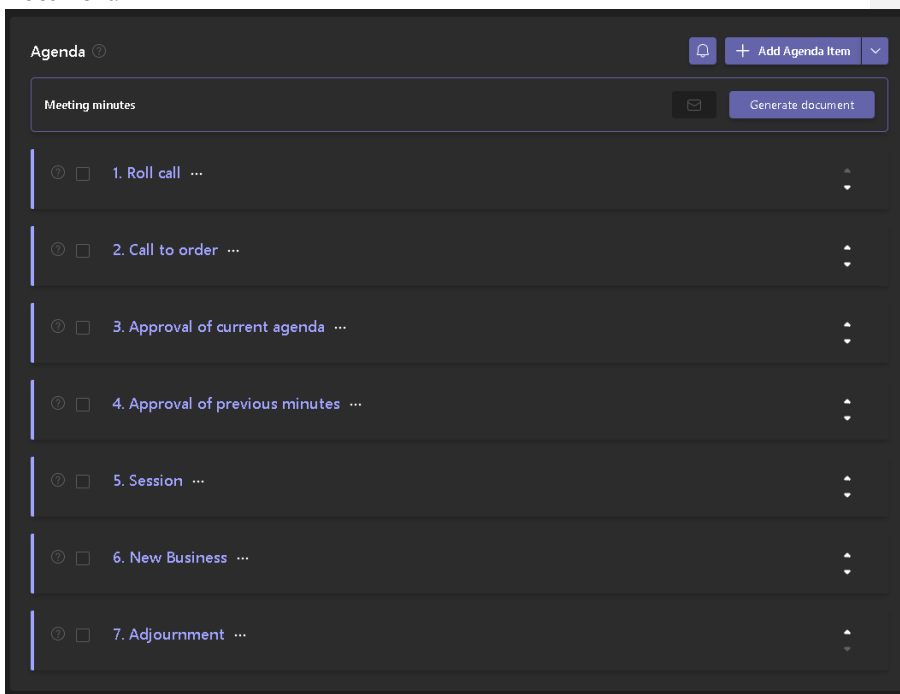 Agenda
Add Agenda Item
Meeting minutes
Generate document
1. Roll call ...
2. Call to order ...
3. Approval of current agenda ...
4. Approval of previous minutes ...
5. Session ...
6. New Business ...
7. Adjournment ...